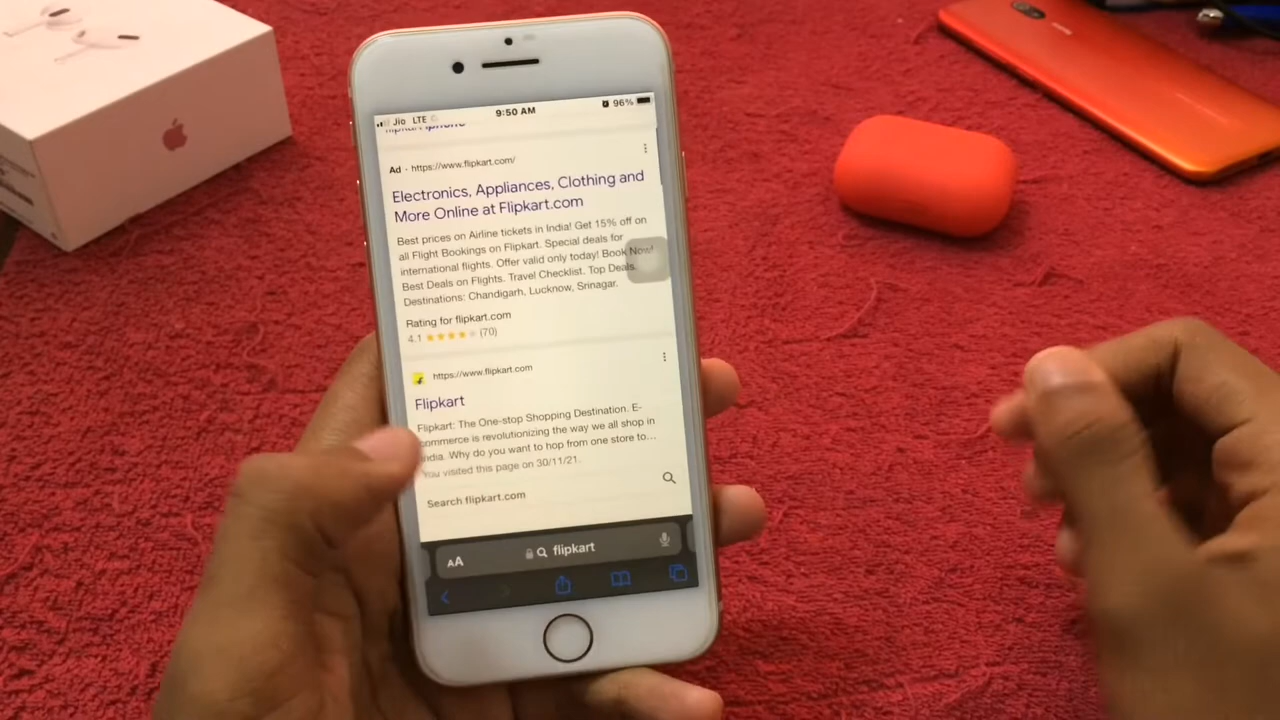 Jio LTE
9:50 AM
96%
Ad · https://www.flipkart.com/
Electronics, Appliances, Clothing and
More Online at Flipkart.com
Best prices on Airline tickets in India! Get 15% off on
all Flight Bookings on Flipkart. Special deals for
international flights. Offer valid only today! Book Now!
Best Deals on Flights. Travel Checklist. Top Deals.
Destinations: Chandigarh, Lucknow, Srinagar.
Rating for flipkart.com
4.1 (70)
https://www.flipkart.com
Flipkart
Flipkart: The One-stop Shopping Destination. E-
commerce is revolutionizing the way we all shop in
India. Why do you want to hop from one store to...
You visited this page on 30/11/21.
Search flipkart.com
AA
flipkart